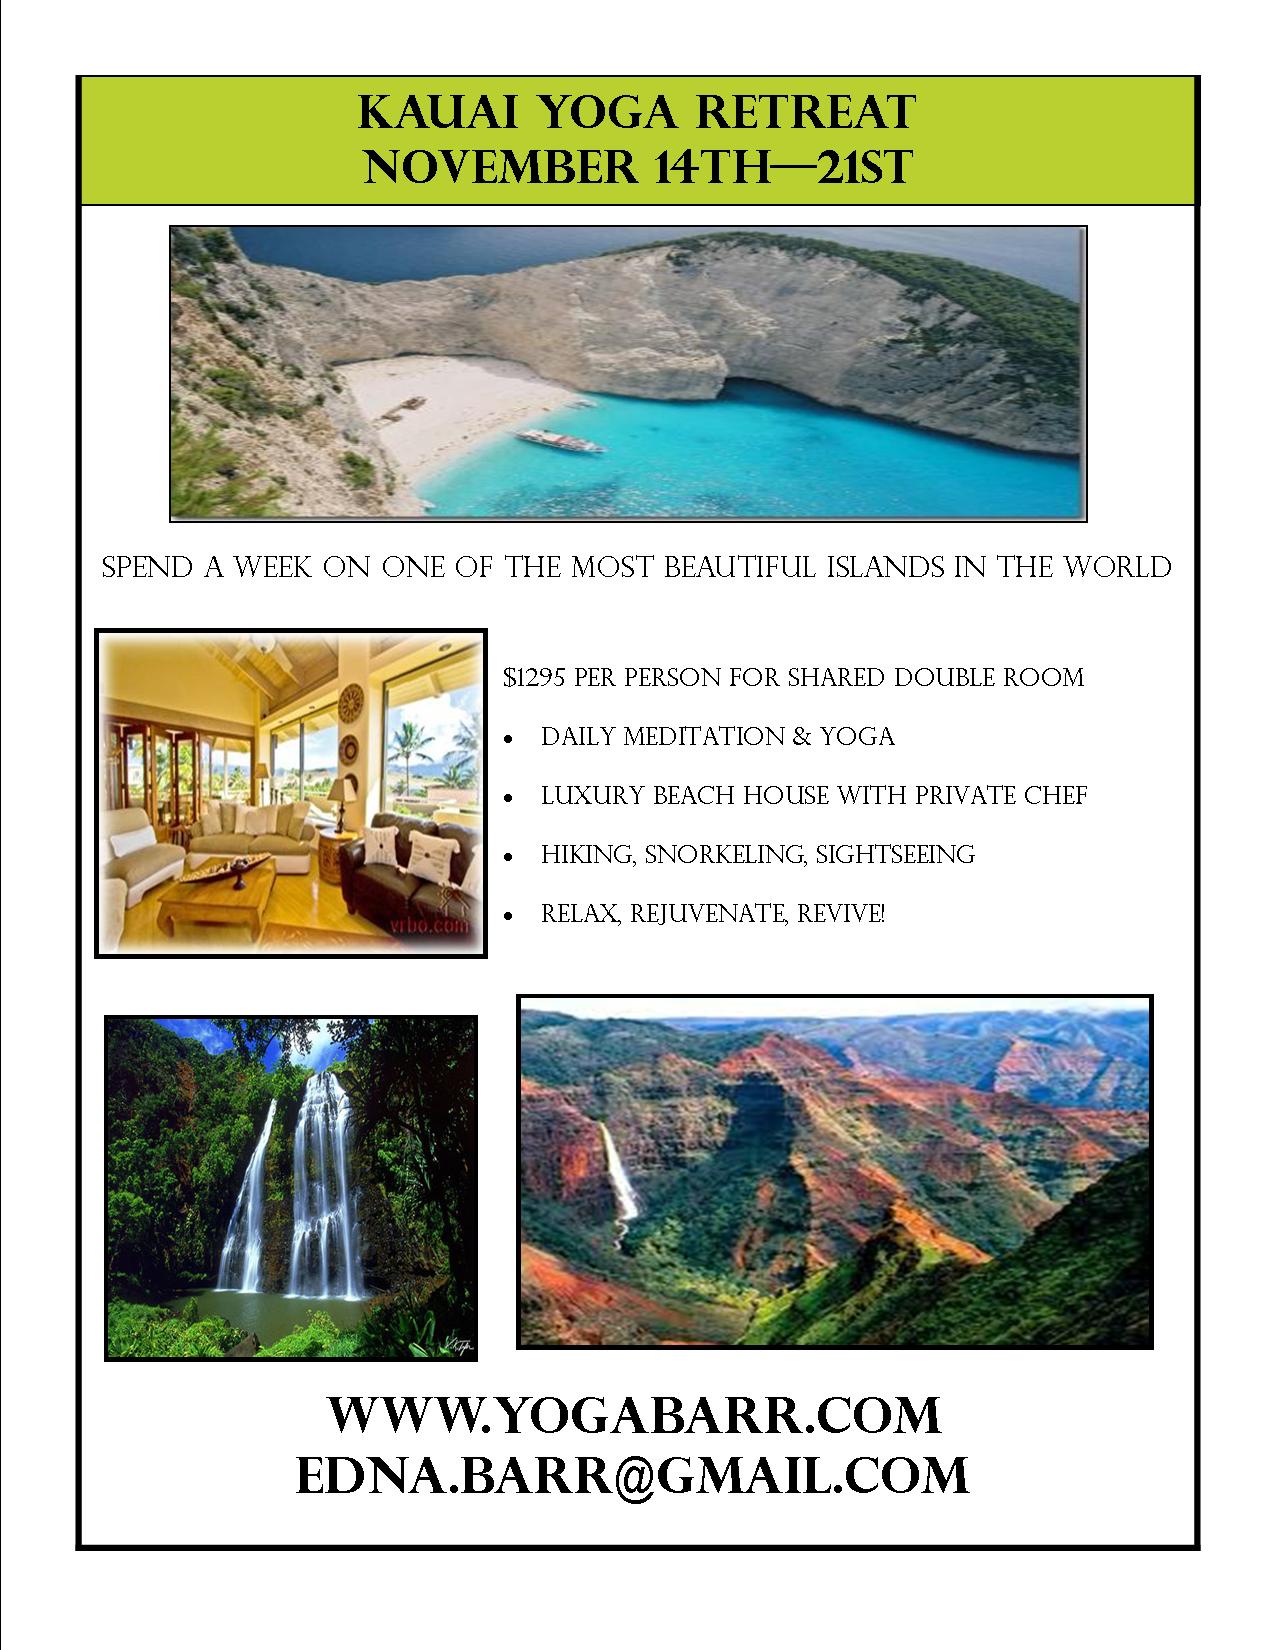 KAUAI YOGA RETREAT
NOVEMBER 14TH—21ST
SPEND A WEEK ON ONE OF THE MOST BEAUTIFUL ISLANDS IN THE WORLD
$1295 PER PERSON FOR SHARED DOUBLE ROOM
• DAILY MEDITATION & YOGA
• LUXURY BEACH HOUSE WITH PRIVATE CHEF
• HIKING, SNORKELING, SIGHTSEEING
• RELAX, REJUVENATE, REVIVE!
vrbo.com
WWW.YOGABARR.COM
EDNA.BARR@GMAIL.COM